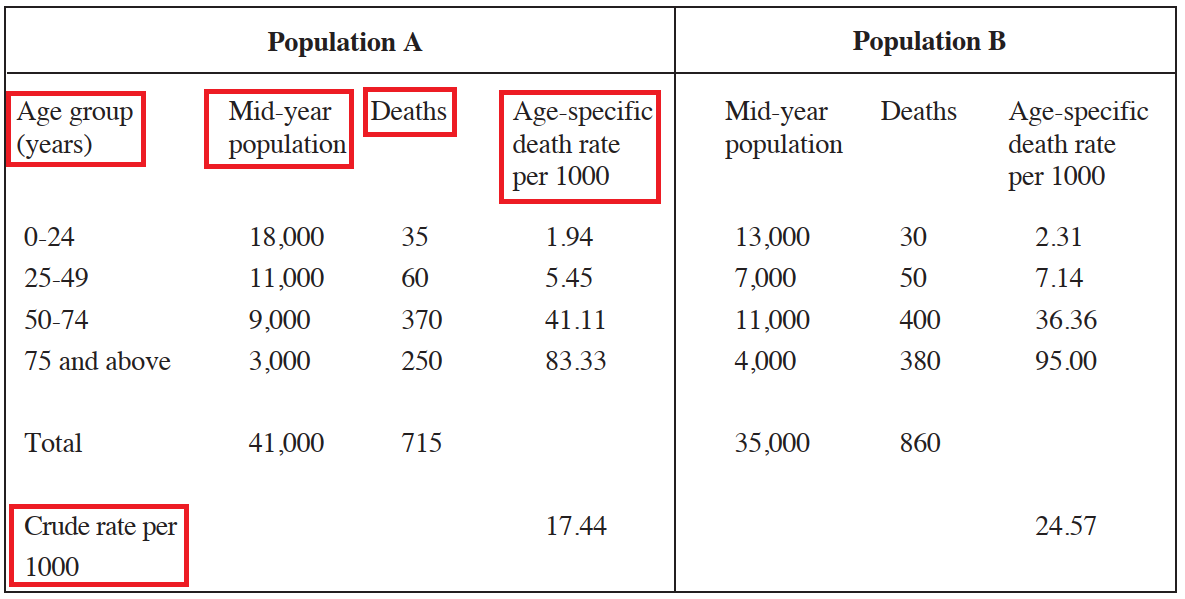 Population A Population B
Age group Mid-year Deaths Age-specific Mid-year Deaths Age-specific
(years) population death rate population death rate
per 1000 per 1000
0-24 18,000 35 1.94 13,000 30 2.31
25-49 11,000 60 5.45 7,000 50 7.14
50-74 9,000 370 41.11 11,000 400 36.36
75 and above 3,000 250 83.33 4,000 380 95.00
Total 41,000 715 35,000 860
Crude rate per 17.44 24.57
1000